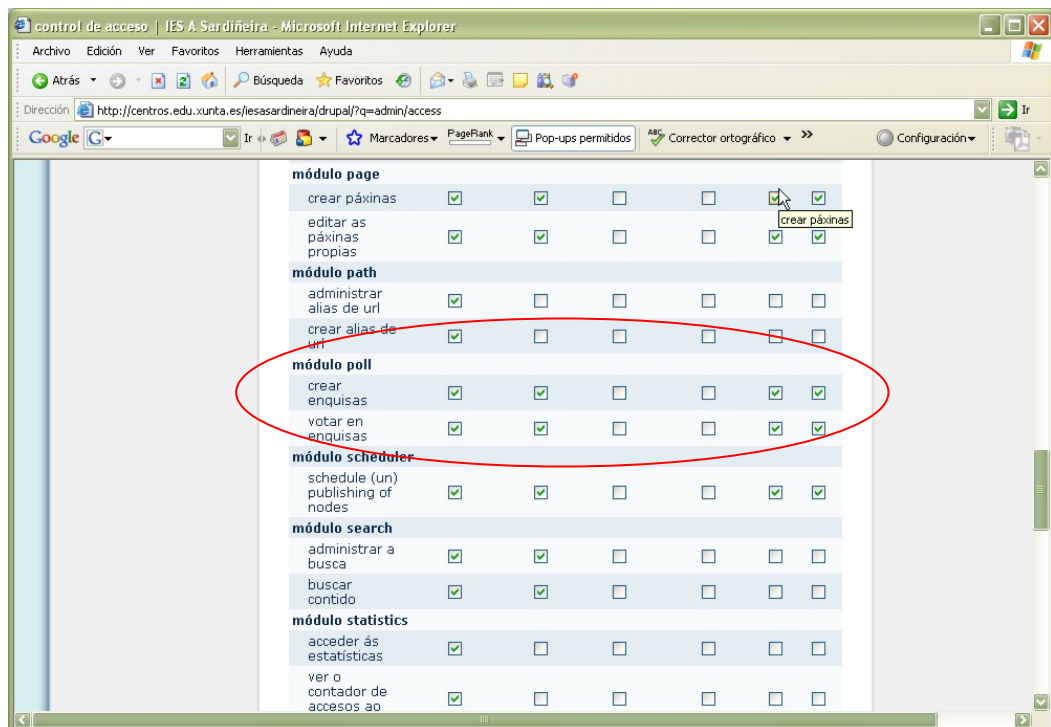 control de acceso | IES A Sardiñeira - Microsoft Internet Explorer
Archivo Edición Ver Favoritos Herramientas Ayuda
Atrás Búsqueda Favoritos
Dirección http://centros.edu.xunta.es/iesasardineira/drupal/?q=admin/access Ir
Google G Ir Marcadores PageRank Pop-ups permitidos ABC Corrector ortográfico » Configuración
módulo page
crear páxinas
crear páxinas
editar as
páxinas
propias
módulo path
administrar
alias de url
crear alias de
url
módulo poll
crear
enquisas
votar en
enquisas
módulo scheduler
schedule (un)
publishing of
nodes
módulo search
administrar a
busca
buscar
contido
módulo statistics
acceder ás
estatísticas
ver o
contador de
accesos ao